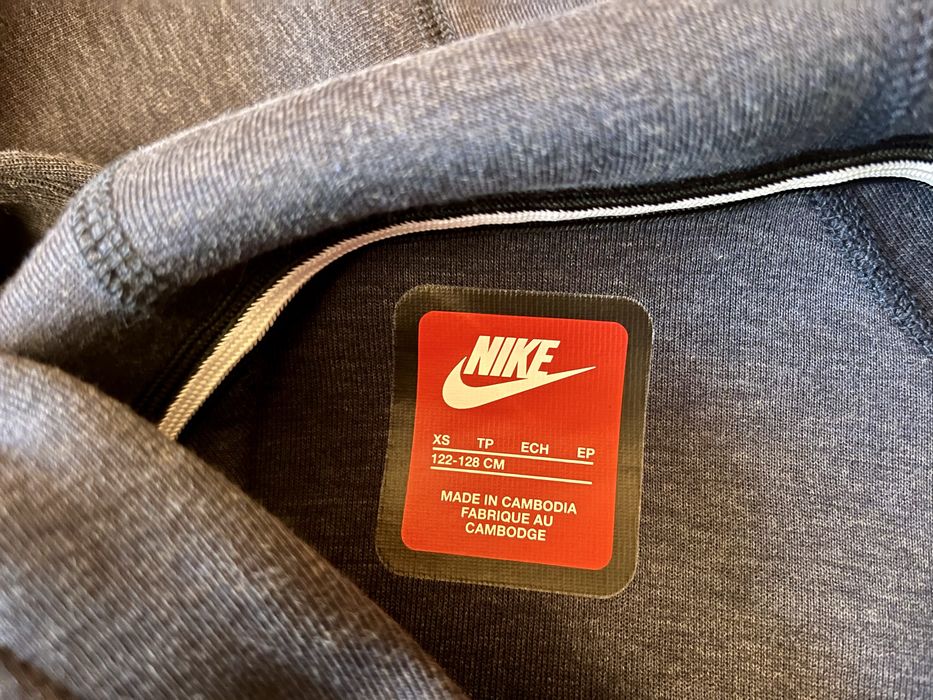 NIKE
XS TP ECH EP
122-128 CM
MADE IN CAMBODIA
FABRIQUE AU
CAMBODGE